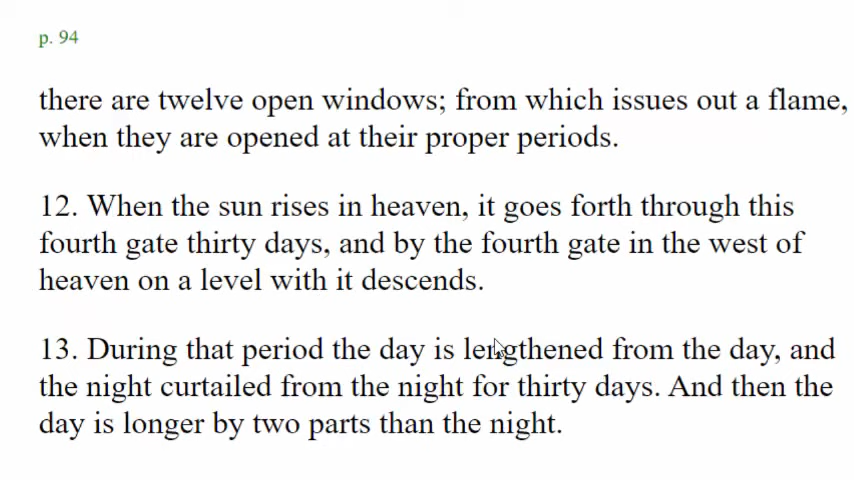 p. 94
there are twelve open windows; from which issues out a flame,
when they are opened at their proper periods.
12. When the sun rises in heaven, it goes forth through this
fourth gate thirty days, and by the fourth gate in the west of
heaven on a level with it descends.
13. During that period the day is lengthened from the day, and
the night curtailed from the night for thirty days. And then the
day is longer by two parts than the night.